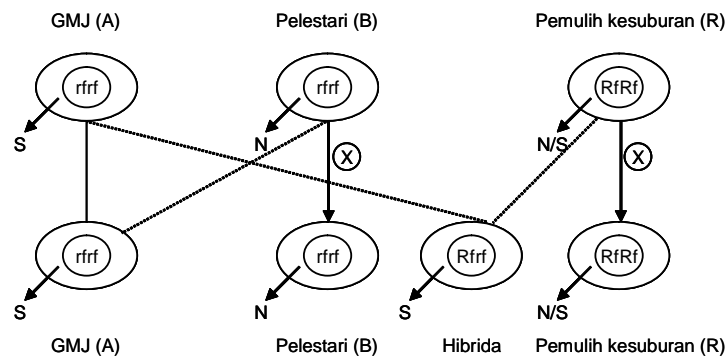 GMJ (A) Pelestari (B) Pemulih kesuburan (R)
rfrf rfrf RfRf
S N N/S
X X
rfrf rfrf Rfrf RfRf
S N S N/S
GMJ (A) Pelestari (B) Hibrida Pemulih kesuburan (R)